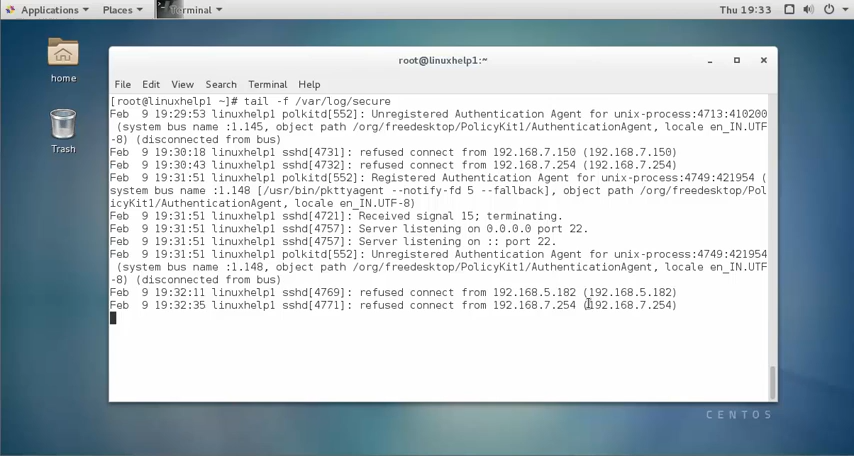 Applications Places Terminal Thu 19:33
home
Trash
root@linuxhelp1:~
File Edit View Search Terminal Help
[root@linuxhelp1 ~]# tail -f /var/log/secure
Feb  9 19:29:53 linuxhelp1 polkitd[552]: Unregistered Authentication Agent for unix-process:4713:410200
 (system bus name :1.145, object path /org/freedesktop/PolicyKit1/AuthenticationAgent, locale en_IN.UTF
-8) (disconnected from bus)
Feb  9 19:30:18 linuxhelp1 sshd[4731]: refused connect from 192.168.7.150 (192.168.7.150)
Feb  9 19:30:43 linuxhelp1 sshd[4732]: refused connect from 192.168.7.254 (192.168.7.254)
Feb  9 19:31:51 linuxhelp1 polkitd[552]: Registered Authentication Agent for unix-process:4749:421954 (
system bus name :1.148 [/usr/bin/pkttyagent --notify-fd 5 --fallback], object path /org/freedesktop/Pol
icyKit1/AuthenticationAgent, locale en_IN.UTF-8)
Feb  9 19:31:51 linuxhelp1 sshd[4721]: Received signal 15; terminating.
Feb  9 19:31:51 linuxhelp1 sshd[4757]: Server listening on 0.0.0.0 port 22.
Feb  9 19:31:51 linuxhelp1 sshd[4757]: Server listening on :: port 22.
Feb  9 19:31:51 linuxhelp1 polkitd[552]: Unregistered Authentication Agent for unix-process:4749:421954
 (system bus name :1.148, object path /org/freedesktop/PolicyKit1/AuthenticationAgent, locale en_IN.UTF
-8) (disconnected from bus)
Feb  9 19:32:11 linuxhelp1 sshd[4769]: refused connect from 192.168.5.182 (192.168.5.182)
Feb  9 19:32:35 linuxhelp1 sshd[4771]: refused connect from 192.168.7.254 (192.168.7.254)
CENTOS